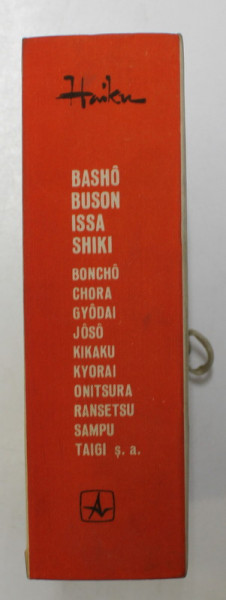 Haiku
BASHÔ
BUSON
ISSA
SHIKI
BONCHÔ
CHORA
GYÔDAI
JÔSÔ
KIKAKU
KYORAI
ONITSURA
RANSETSU
SAMPU
TAIGI ș. a.